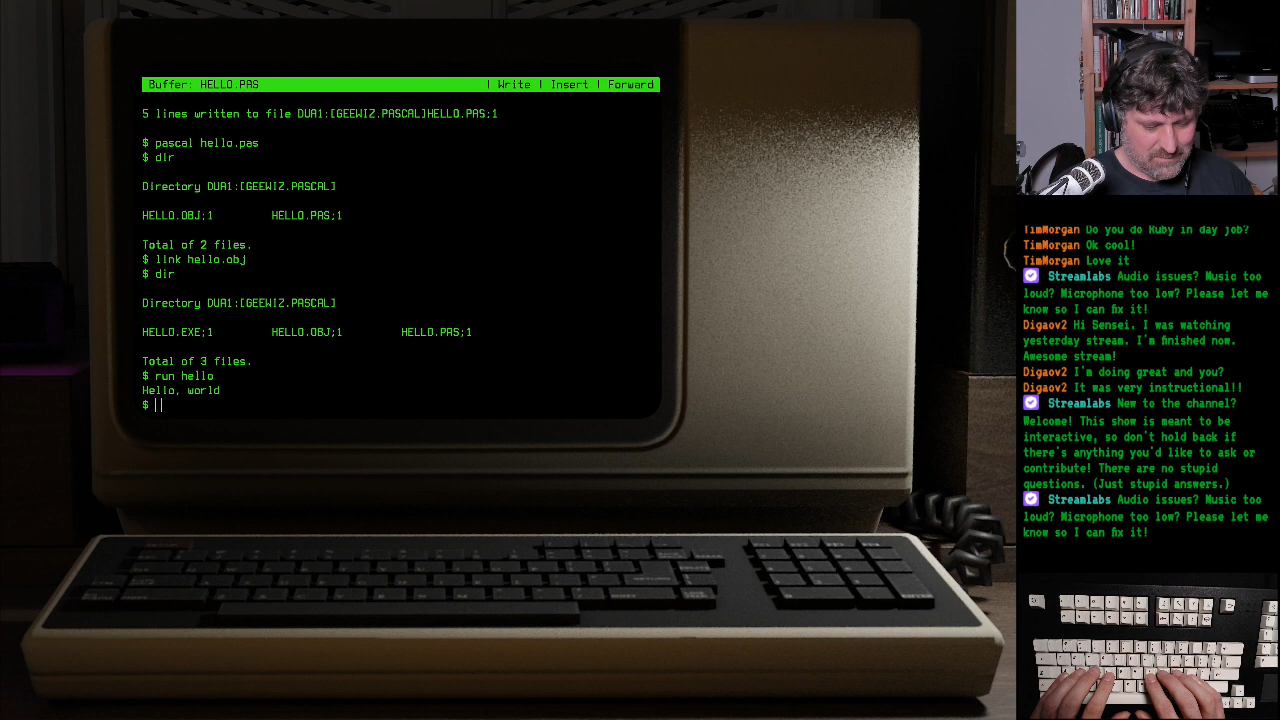 Buffer: HELLO.PAS | Write | Insert | Forward
5 lines written to file DUA1:[GEEWIZ.PASCAL]HELLO.PAS;1
$ pascal hello.pas
$ dir
Directory DUA1:[GEEWIZ.PASCAL]
HELLO.OBJ;1 HELLO.PAS;1
Total of 2 files.
$ link hello.obj
$ dir
Directory DUA1:[GEEWIZ.PASCAL]
HELLO.EXE;1 HELLO.OBJ;1 HELLO.PAS;1
Total of 3 files.
$ run hello
Hello, world
$
TimMorgan Do you do Ruby in day job?
TimMorgan Ok cool!
TimMorgan Love it
Streamlabs Audio issues? Music too
loud? Microphone too low? Please let me
know so I can fix it!
Digaov2 Hi Sensei. I was watching
yesterday stream. I'm finished now.
Awesome stream!
Digaov2 I'm doing great and you?
Digaov2 It was very instructional!!
Streamlabs New to the channel?
Welcome! This show is meant to be
interactive, so don't hold back if
there's anything you'd like to ask or
contribute! There are no stupid
questions. (Just stupid answers.)
Streamlabs Audio issues? Music too
loud? Microphone too low? Please let me
know so I can fix it!